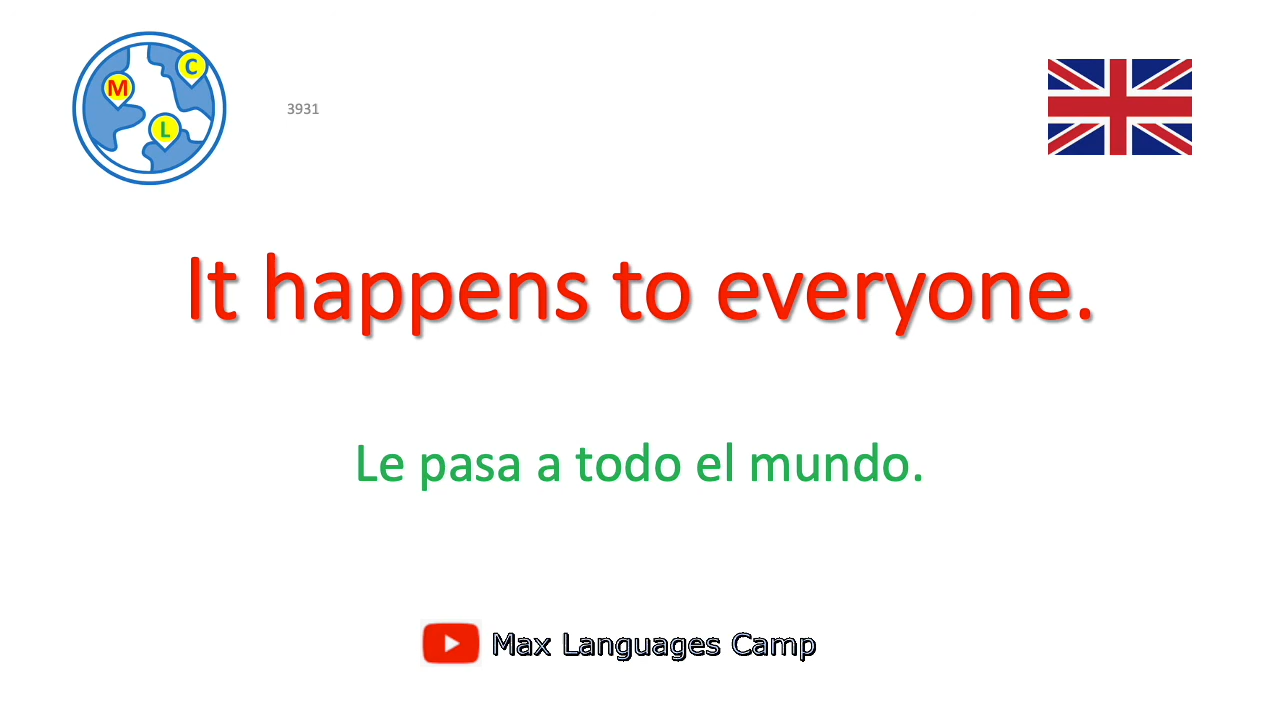 M
C
L
3931
It happens to everyone.
Le pasa a todo el mundo.
Max Languages Camp